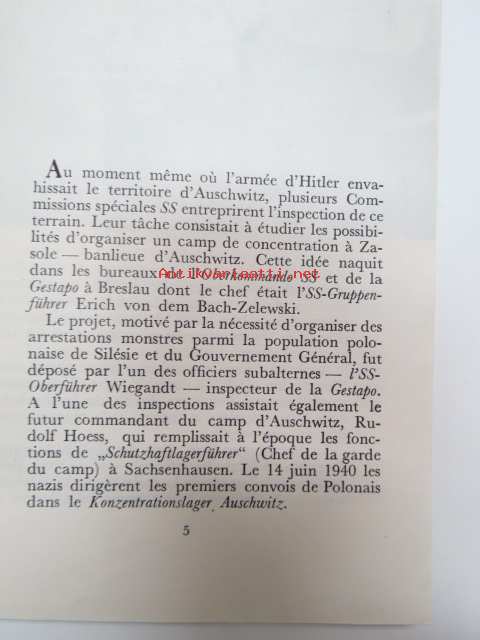 Au moment même où l'armée d'Hitler enva-
hissait le territoire d'Auschwitz, plusieurs Com-
missions spéciales SS entreprirent l'inspection de ce
terrain. Leur tâche consistait à étudier les possibi-
lités d'organiser un camp de concentration à Za-
sole — banlieue d'Auschwitz. Cette idée naquit
dans les bureaux de l'Oberkommando SS et de la
Antikvariaatti.net
Gestapo à Breslau dont le chef était l'SS-Gruppen-
führer Erich von dem Bach-Zelewski.
Le projet, motivé par la nécessité d'organiser des
arrestations monstres parmi la population polo-
naise de Silésie et du Gouvernement Général, fut
déposé par l'un des officiers subalternes — l'SS-
Oberführer Wiegandt — inspecteur de la Gestapo.
A l'une des inspections assistait également le
futur commandant du camp d'Auschwitz, Ru-
dolf Hoess, qui remplissait à l'époque les fonc-
tions de „Schutzhaftlagerführer“ (Chef de la garde
du camp) à Sachsenhausen. Le 14 juin 1940 les
nazis dirigèrent les premiers convois de Polonais
dans le Konzentrationslager Auschwitz.
5